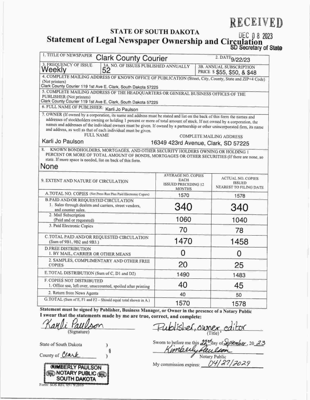 RECEIVED
DEC 08 2023
SD Secretary of State
STATE OF SOUTH DAKOTA
Statement of Legal Newspaper Ownership and Circulation
1. TITLE OF NEWSPAPER Clark County Courier
2. DATE 9/22/23
3. FREQUENCY OF ISSUE Weekly
3A. NO. OF ISSUES PUBLISHED ANNUALLY 52
3B. ANNUAL SUBSCRIPTION PRICE $ $55, $50, & $48
4. COMPLETE MAILING ADDRESS OF KNOWN OFFICE OF PUBLICATION (Street, City, County, State and ZIP+4 Code) (Not printers)
Clark County Courier 118 1st Ave E, Clark, South Dakota 57225
5. COMPLETE MAILING ADDRESS OF THE HEADQUARTERS OR GENERAL BUSINESS OFFICES OF THE PUBLISHER (Not printers)
Clark County Courier 118 1st Ave E, Clark, South Dakota 57225
6. FULL NAME OF PUBLISHER: Karli Jo Paulson
7. OWNER (If owned by a corporation, its name and address must be stated and listed on the back of this form the names and addresses of stockholders owning or holding 1 percent or more of total amount of stock. If not owned by a corporation, the names and addresses of the individual owners must be given. If owned by a partnership or other unincorporated firm, its name and address, as well as that of each individual must be given.
FULL NAME COMPLETE MAILING ADDRESS
Karli Jo Paulson 16349 423rd Avenue, Clark, SD 57225
8. KNOWN BONDHOLDERS, MORTGAGES, AND OTHER SECURITY HOLDERS OWNING OR HOLDING 1 PERCENT OR MORE OF TOTAL AMOUNT OF BONDS, MORTGAGES OR OTHER SECURITIES (If there are none, so state. If more space is needed, list on back of this form.
None
9. EXTENT AND NATURE OF CIRCULATION
AVERAGE NO. COPIES EACH ISSUED PRECEDING 12 MONTHS
ACTUAL NO. COPIES ISSUED NEAREST TO FILING DATE
A. TOTAL NO. COPIES 1570 1578
B. PAID AND/OR REQUESTED CIRCULATION
1. Sales through dealers and carriers, street vendors, and counter sales. 340 340
2. Mail Subscription (Paid and or requested) 1060 1040
3. Paid Electronic Copies 70 78
C. TOTAL PAID AND/OR REQUESTED CIRCULATION (Sum of 9B1, 9B2 and 9B3.) 1470 1458
D. FREE DISTRIBUTION
1. BY MAIL, CARRIER OR OTHER MEANS 0 0
2. SAMPLES, COMPLIMENTARY AND OTHER FREE COPIES 20 25
E. TOTAL DISTRIBUTION (Sum of C, D1 and D2) 1490 1483
F. COPIES NOT DISTRIBUTED
1. Office use, left over, unaccounted, spoiled after printing 40 45
2. Return from News Agents 40 50
G. TOTAL (Sum of E, F1 and F2 - Should equal total shown in A.) 1570 1578
Statement must be signed by Publisher, Business Manager, or Owner in the presence of a Notary Public
I swear that the statements made by me are true, correct, and complete:
Karli Paulson Publisher, owner, editor
(Signature) (Title)
State of South Dakota )
County of Clark )
Sworn to before me this 22nd day of September, 20 23
Kimberly Paulson
Notary Public
My commission expires: 04/27/2029
KIMBERLY PAULSON
NOTARY PUBLIC
SOUTH DAKOTA